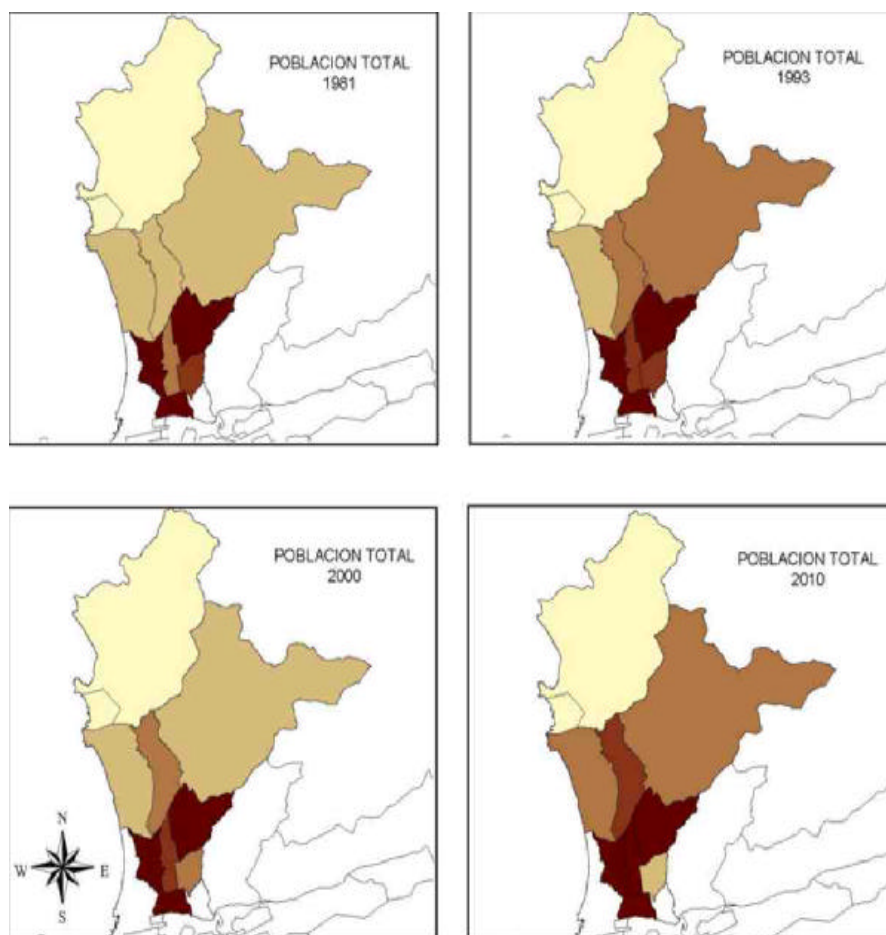 POBLACION TOTAL
1981
POBLACION TOTAL
1993
POBLACION TOTAL
2000
N
W E
S
POBLACION TOTAL
2010